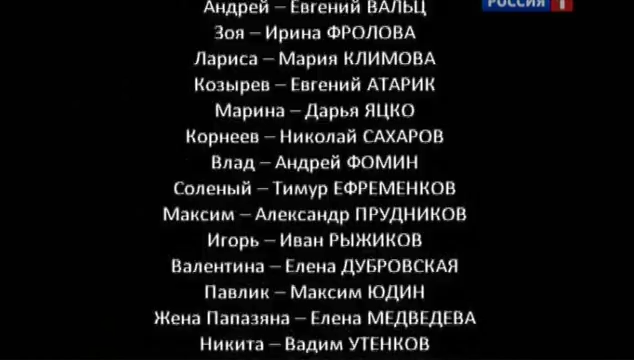 РОССИЯ 1
Андрей – Евгений ВАЛЬЦ
Зоя – Ирина ФРОЛОВА
Лариса – Мария КЛИМОВА
Козырев – Евгений АТАРИК
Марина – Дарья ЯЦКО
Корнеев – Николай САХАРОВ
Влад – Андрей ФОМИН
Соленый – Тимур ЕФРЕМЕНКОВ
Максим – Александр ПРУДНИКОВ
Игорь – Иван РЫЖИКОВ
Валентина – Елена ДУБРОВСКАЯ
Павлик – Максим ЮДИН
Жена Папазяна – Елена МЕДВЕДЕВА
Никита – Вадим УТЕНКОВ